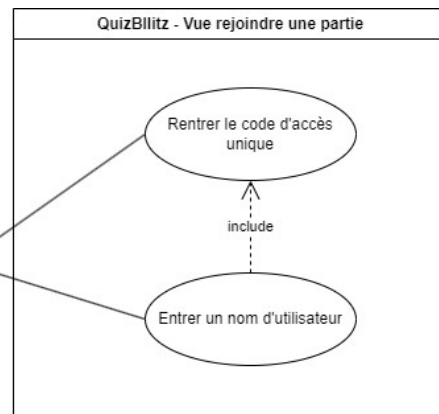 QuizBllitz - Vue rejoindre une partie
Rentrer le code d'accès
unique
include
Entrer un nom d'utilisateur